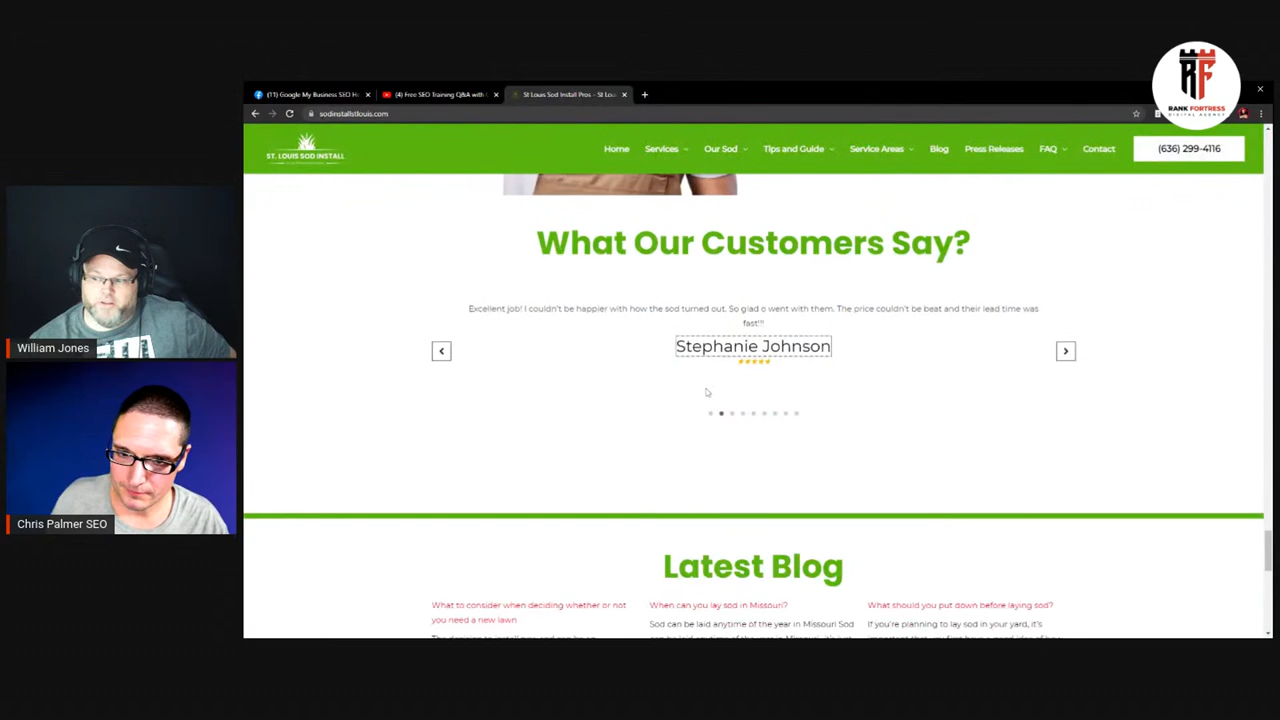 RF
RANK FORTRESS
DIGITAL AGENCY
(11) Google My Business SEO He
(4) Free SEO Training Q&A with C
St Louis Sod Install Pros - St Lou
sodinstallstlouis.com
ST. LOUIS SOD INSTALL
Home
Services
Our Sod
Tips and Guide
Service Areas
Blog
Press Releases
FAQ
Contact
(636) 299-4116
What Our Customers Say?
Excellent job! I couldn't be happier with how the sod turned out. So glad o went with them. The price couldn't be beat and their lead time was
fast!!!
Stephanie Johnson
William Jones
Chris Palmer SEO
Latest Blog
What to consider when deciding whether or not
you need a new lawn
When can you lay sod in Missouri?
Sod can be laid anytime of the year in Missouri Sod
What should you put down before laying sod?
If you're planning to lay sod in your yard, it's